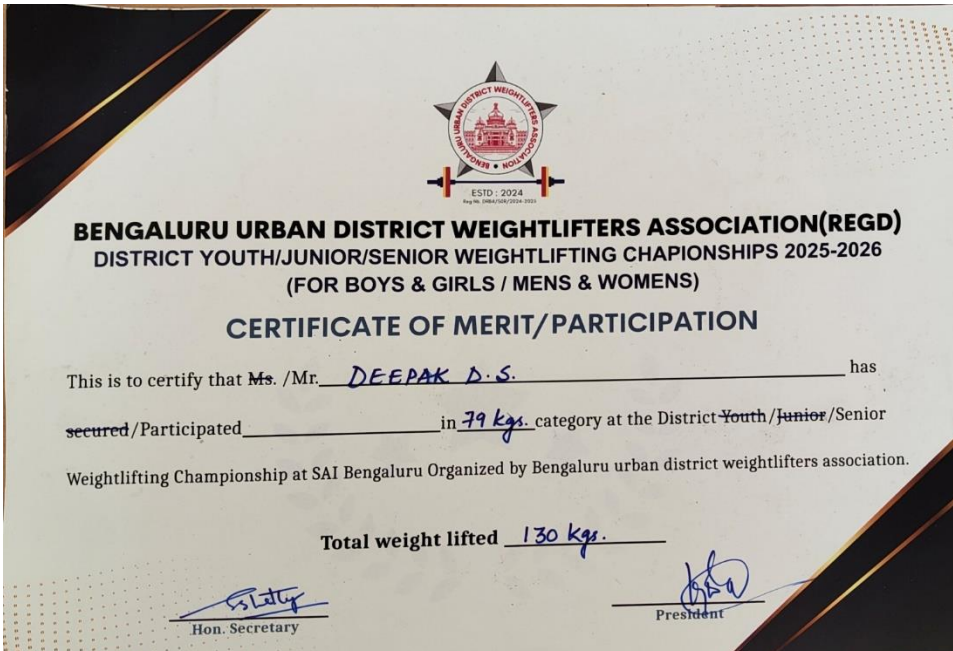 BENGALURU URBAN DISTRICT WEIGHTLIFTERS ASSOCIATION
ESTD : 2024
BENGALURU URBAN DISTRICT WEIGHTLIFTERS ASSOCIATION(REGD)
DISTRICT YOUTH/JUNIOR/SENIOR WEIGHTLIFTING CHAPIONSHIPS 2025-2026
(FOR BOYS & GIRLS / MENS & WOMENS)
CERTIFICATE OF MERIT/PARTICIPATION
This is to certify that Ms. /Mr. DEEPAK D.S. has
secured/Participated in 79 kgs. category at the District Youth/Junior/Senior
Weightlifting Championship at SAI Bengaluru Organized by Bengaluru urban district weightlifters association.
Total weight lifted 130 kgs.
Hon. Secretary
President